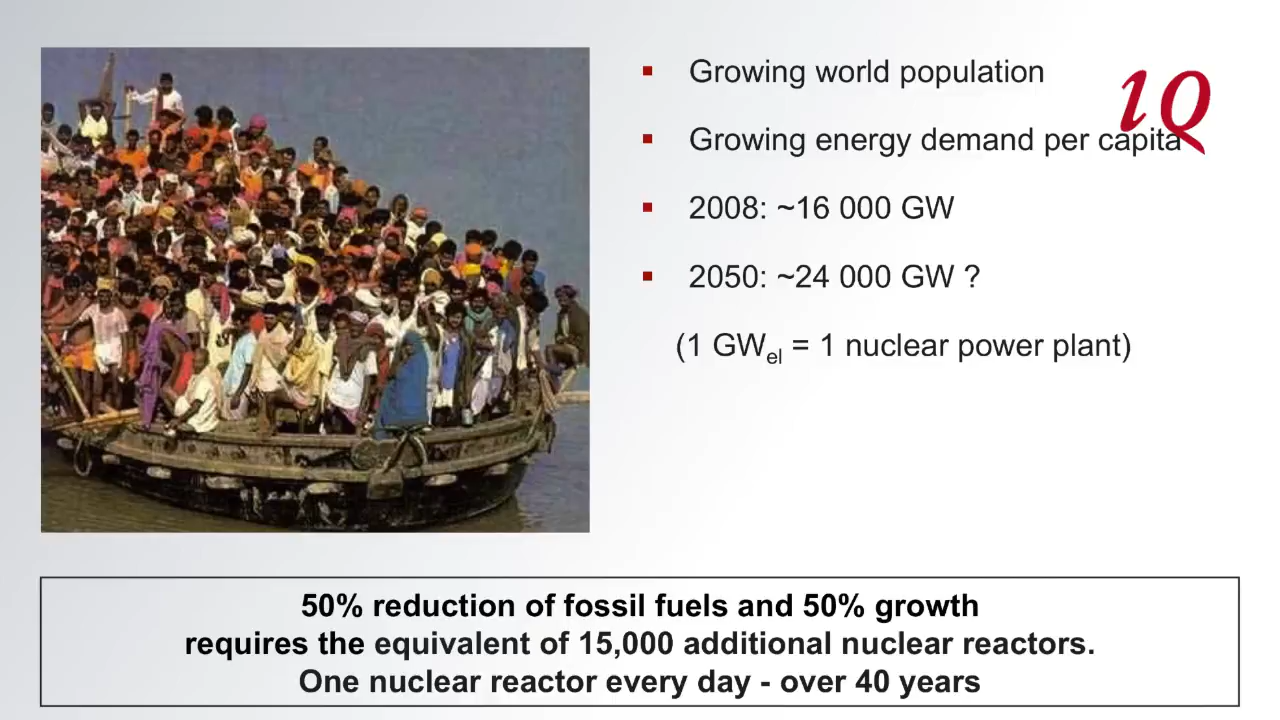 Growing world population
iQ
Growing energy demand per capita
2008: ~16 000 GW
2050: ~24 000 GW ?
(1 GWel = 1 nuclear power plant)
50% reduction of fossil fuels and 50% growth
requires the equivalent of 15,000 additional nuclear reactors.
One nuclear reactor every day - over 40 years